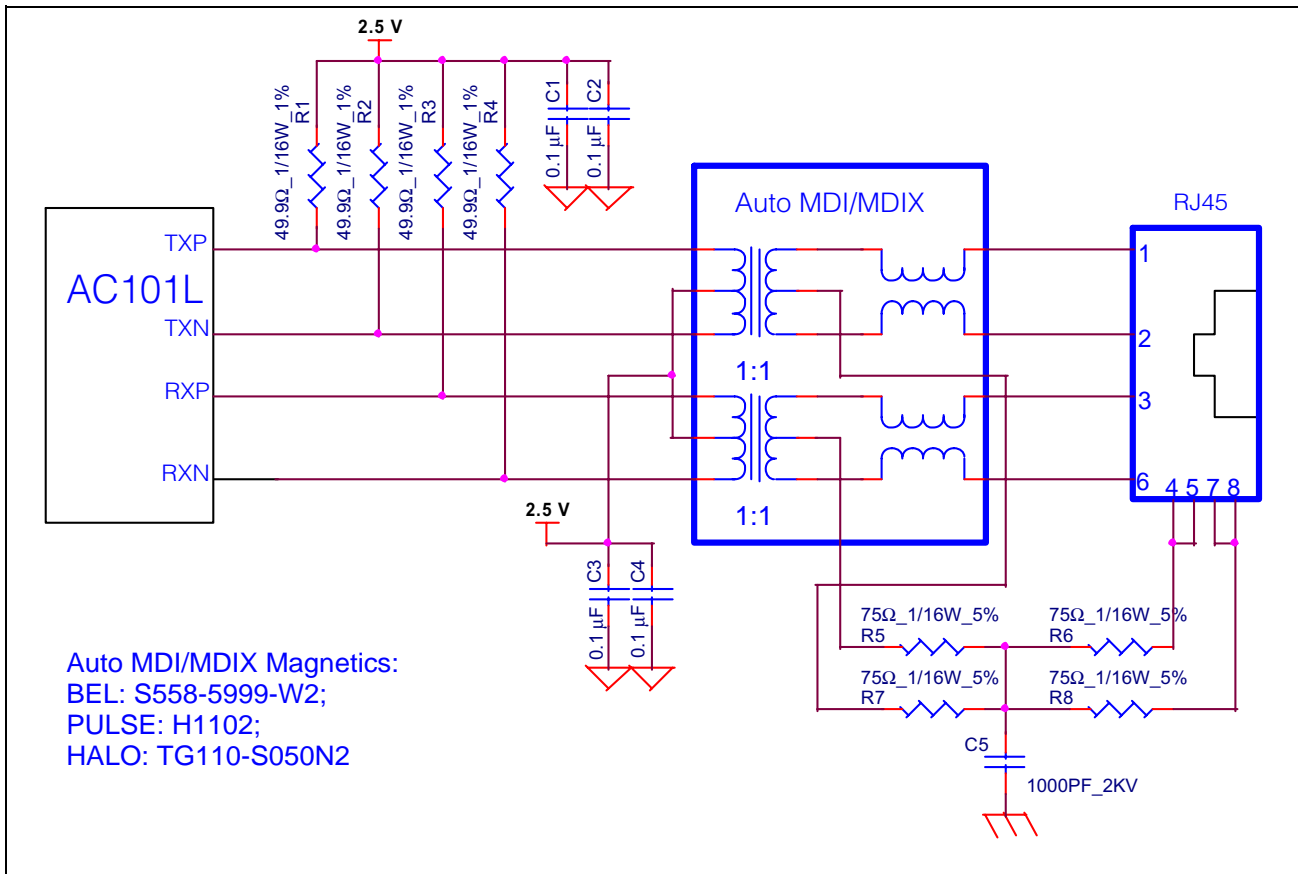 2.5 V
49.9Ω_1/16W_1%
R1
49.9Ω_1/16W_1%
R2
49.9Ω_1/16W_1%
R3
49.9Ω_1/16W_1%
R4
0.1 µF
C1
C2
0.1 µF
Auto MDI/MDIX
RJ45
AC101L
TXP
TXN
RXP
RXN
1:1
1:1
1
2
3
6
4
5
7
8
2.5 V
0.1 µF
C3
0.1 µF
C4
75Ω_1/16W_5%
R5
75Ω_1/16W_5%
R6
75Ω_1/16W_5%
R7
75Ω_1/16W_5%
R8
C5
1000PF_2KV
Auto MDI/MDIX Magnetics:
BEL: S558-5999-W2;
PULSE: H1102;
HALO: TG110-S050N2